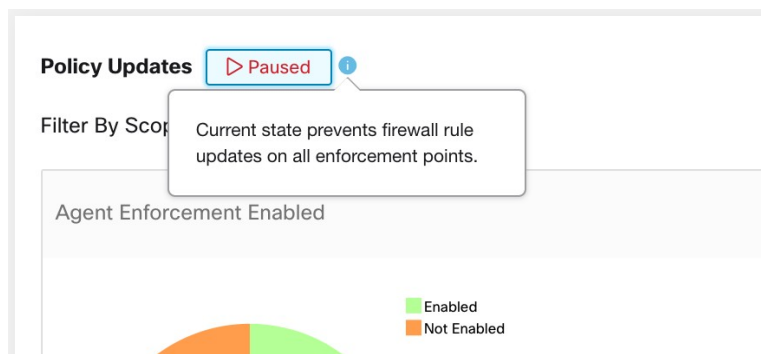 Policy Updates Paused
Filter By Scop
Current state prevents firewall rule
updates on all enforcement points.
Agent Enforcement Enabled
Enabled
Not Enabled